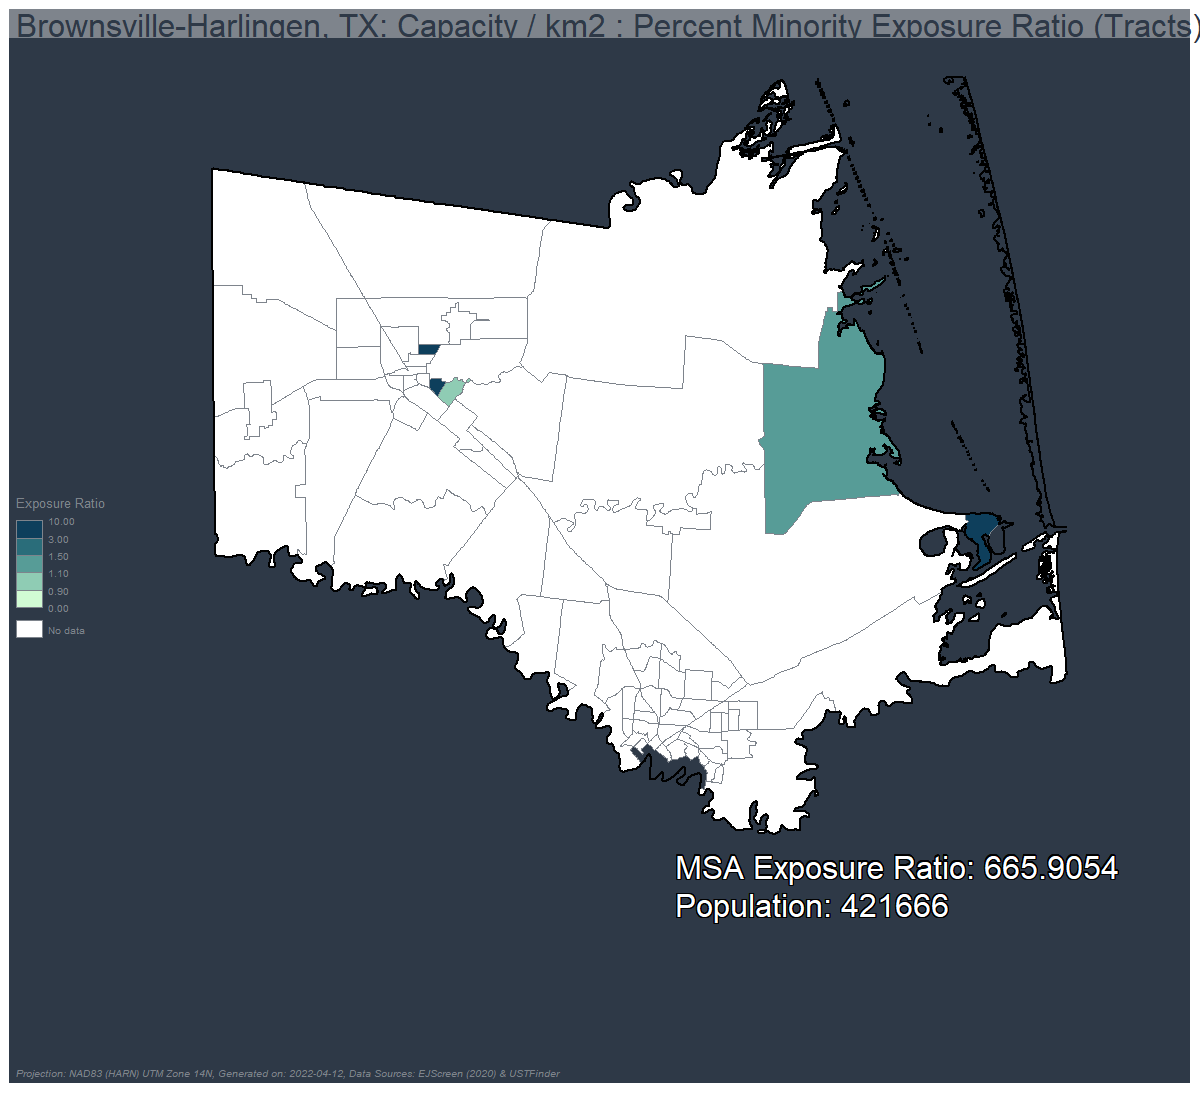 Brownsville-Harlingen, TX: Capacity / km2 : Percent Minority Exposure Ratio (Tracts)
Exposure Ratio
10.00
3.00
1.50
1.10
0.90
0.00
No data
MSA Exposure Ratio: 665.9054
Population: 421666
Projection: NAD83 (HARN) UTM Zone 14N, Generated on: 2022-04-12, Data Sources: EJScreen (2020) & USTFinder